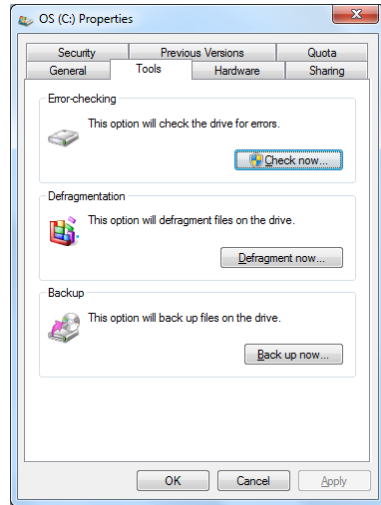 OS (C:) Properties
Security Previous Versions Quota
General Tools Hardware Sharing
Error-checking
This option will check the drive for errors.
Check now...
Defragmentation
This option will defragment files on the drive.
Defragment now...
Backup
This option will back up files on the drive.
Back up now...
OK Cancel Apply